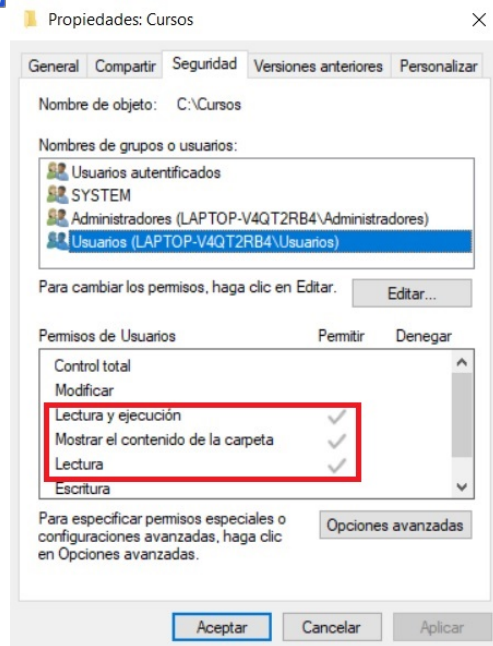 Propiedades: Cursos
General Compartir Seguridad Versiones anteriores Personalizar
Nombre de objeto: C:\Cursos
Nombres de grupos o usuarios:
Usuarios autentificados
SYSTEM
Administradores (LAPTOP-V4QT2RB4\Administradores)
Usuarios (LAPTOP-V4QT2RB4\Usuarios)
Para cambiar los permisos, haga clic en Editar. Editar...
Permisos de Usuarios Permitir Denegar
Control total
Modificar
Lectura y ejecución
Mostrar el contenido de la carpeta
Lectura
Escritura
Para especificar permisos especiales o
configuraciones avanzadas, haga clic
en Opciones avanzadas.
Opciones avanzadas
Aceptar Cancelar Aplicar